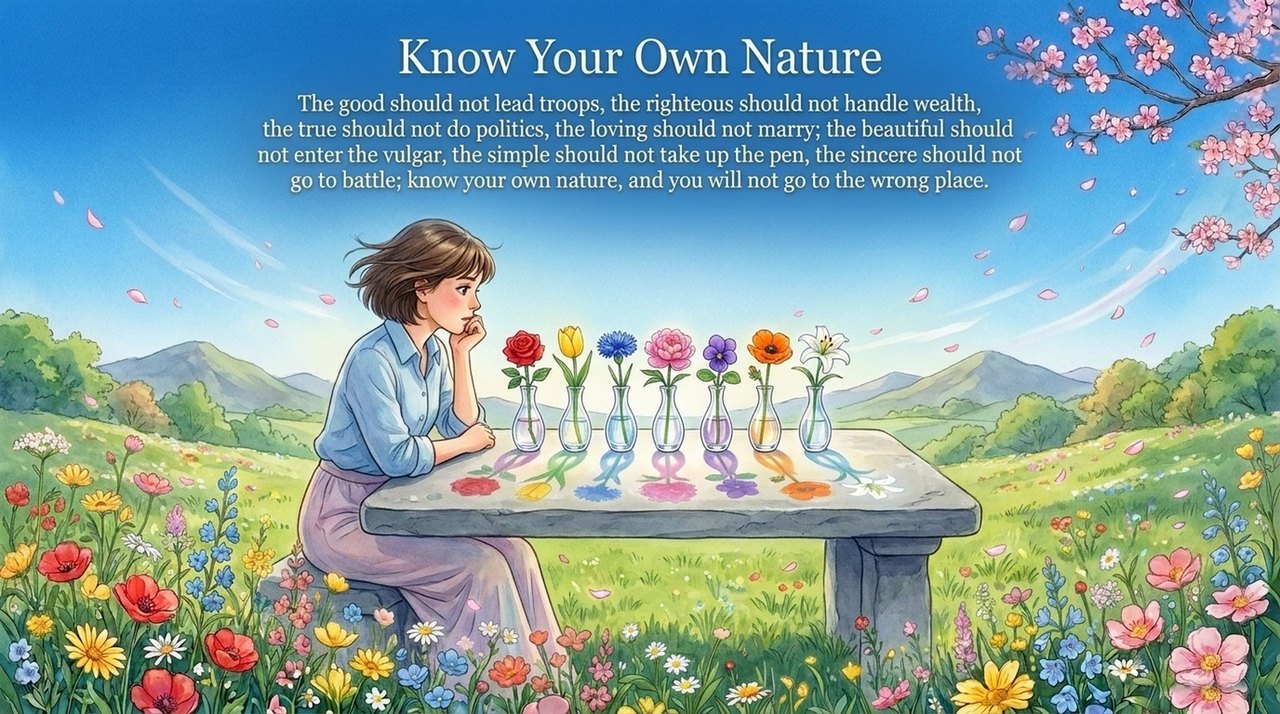 Know Your Own Nature
The good should not lead troops, the righteous should not handle wealth,
the true should not do politics, the loving should not marry; the beautiful should
not enter the vulgar, the simple should not take up the pen, the sincere should not
go to battle; know your own nature, and you will not go to the wrong place.